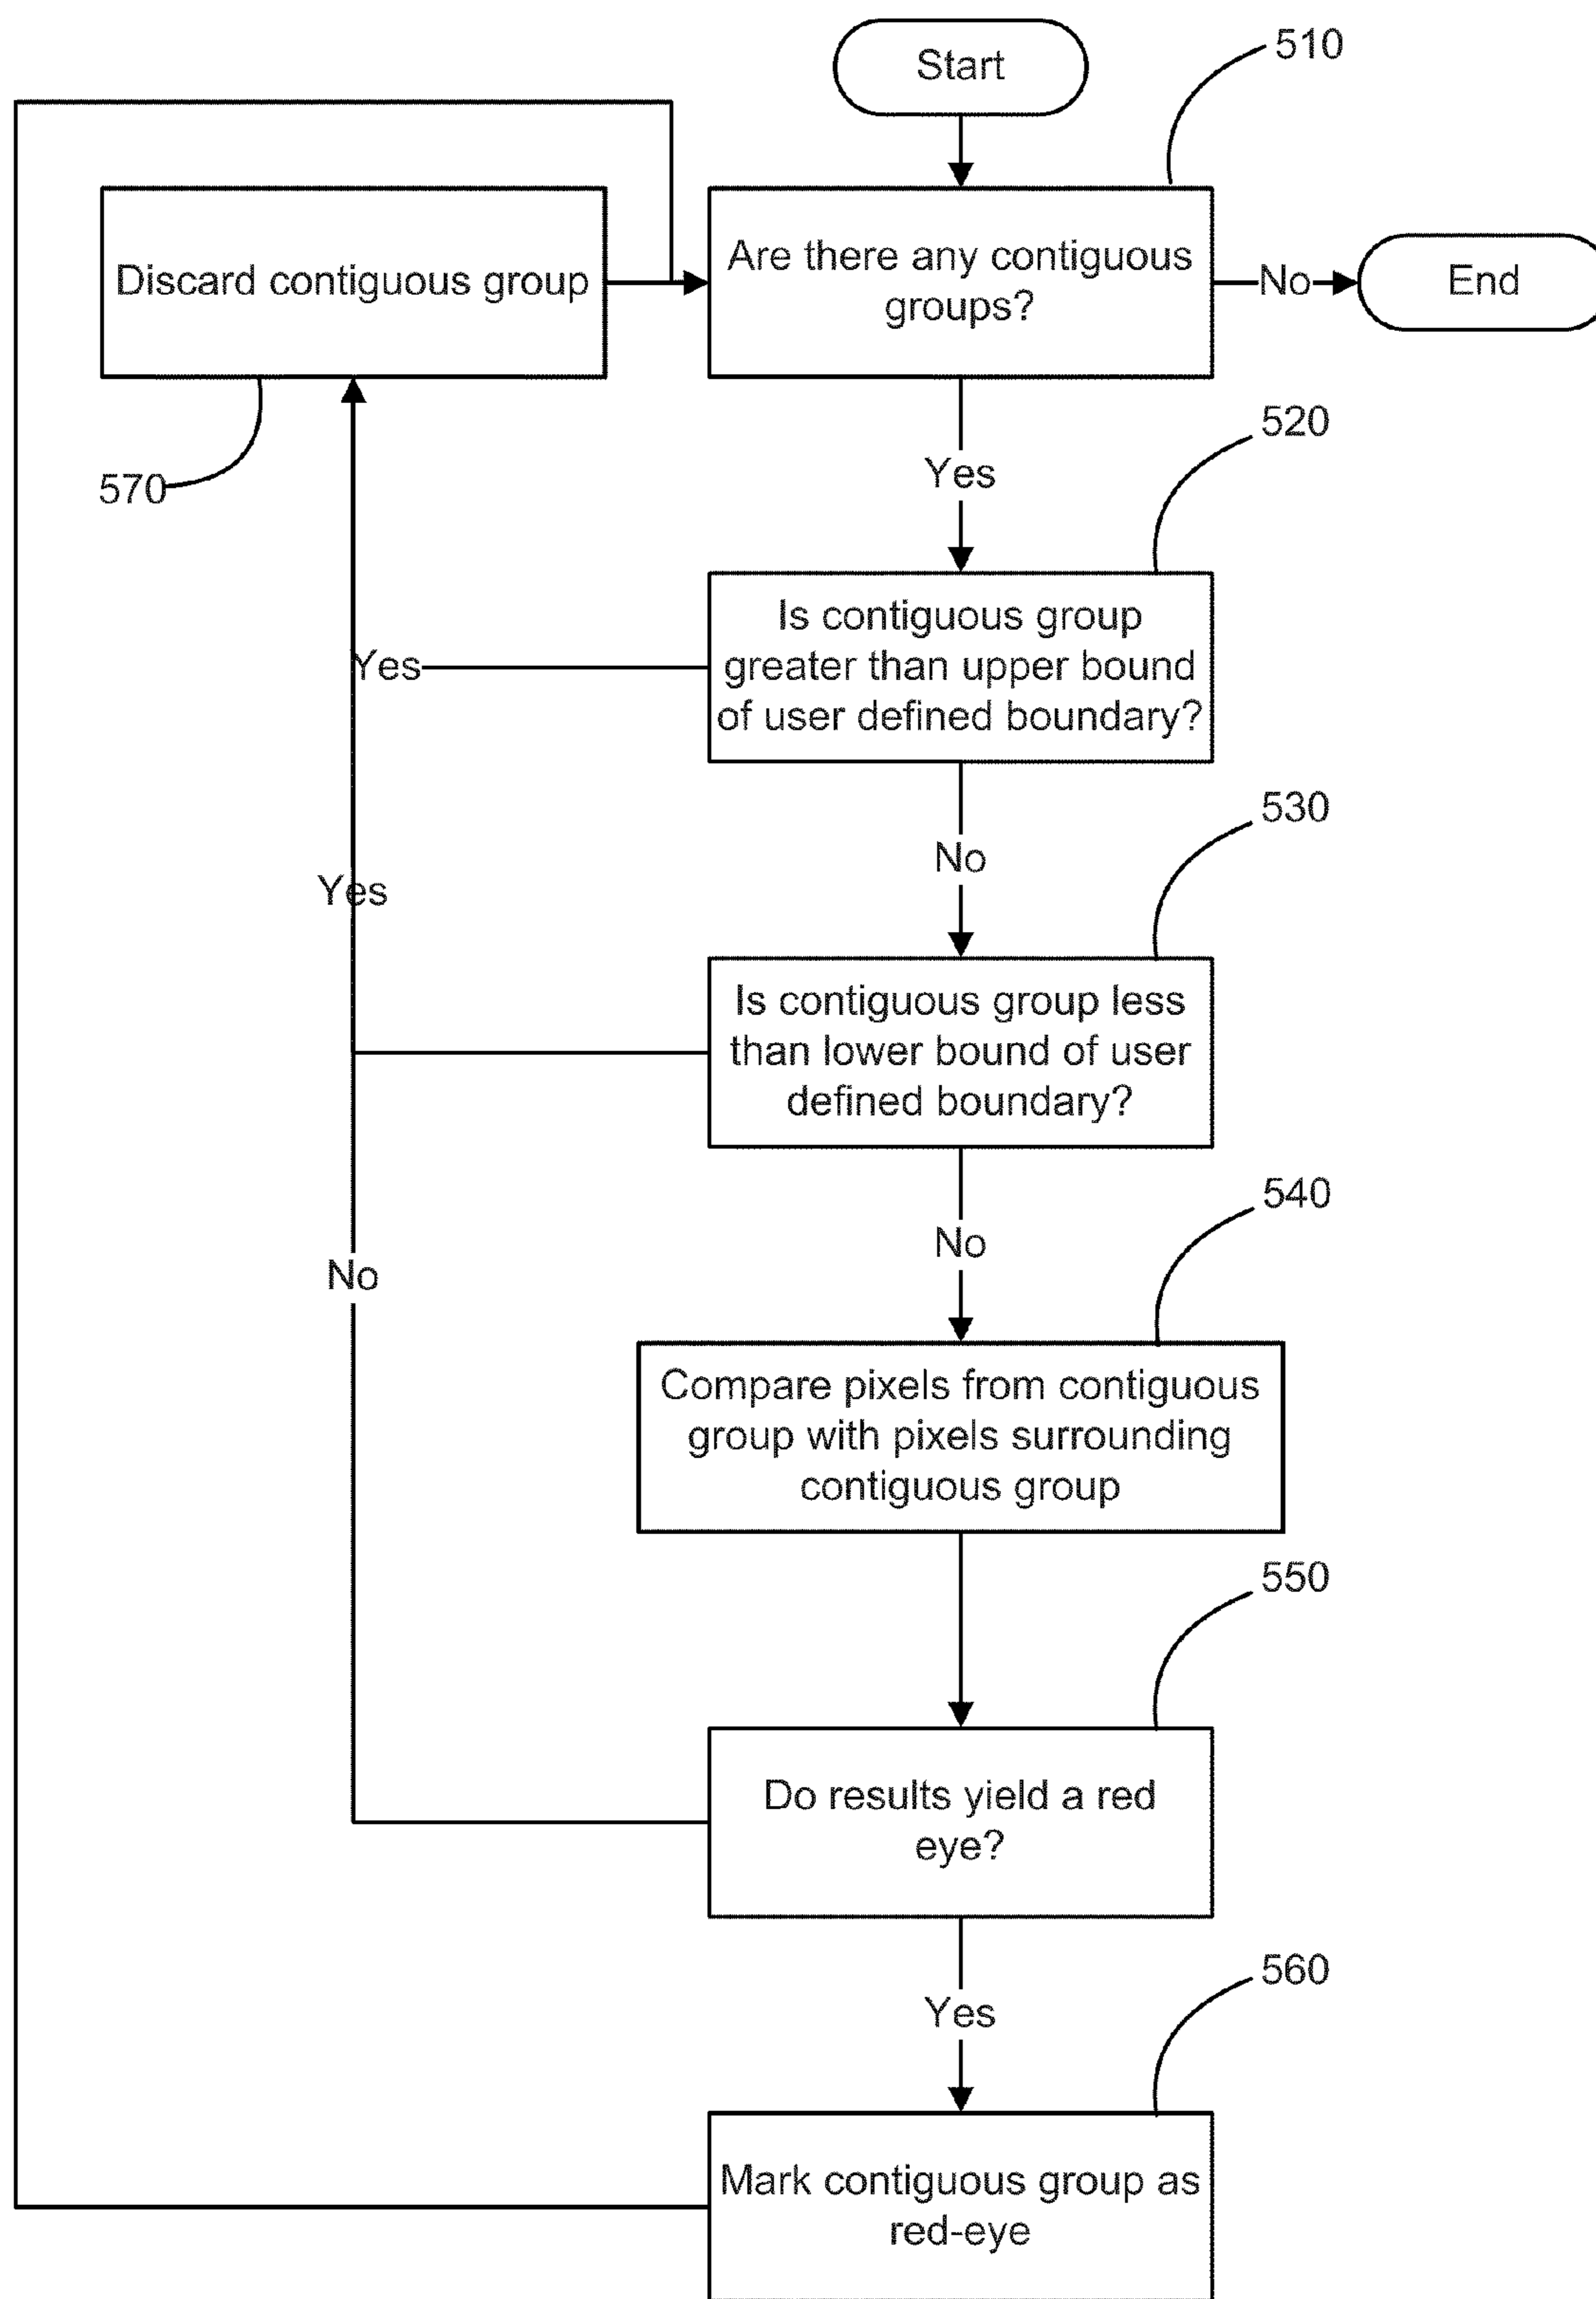 Start
510
Discard contiguous group
Are there any contiguous
groups?
No
End
570
Yes
520
Is contiguous group
greater than upper bound
of user defined boundary?
Yes
No
530
Yes
Is contiguous group less
than lower bound of user
defined boundary?
No
540
No
Compare pixels from contiguous
group with pixels surrounding
contiguous group
550
Do results yield a red
eye?
Yes
560
Mark contiguous group as
red-eye